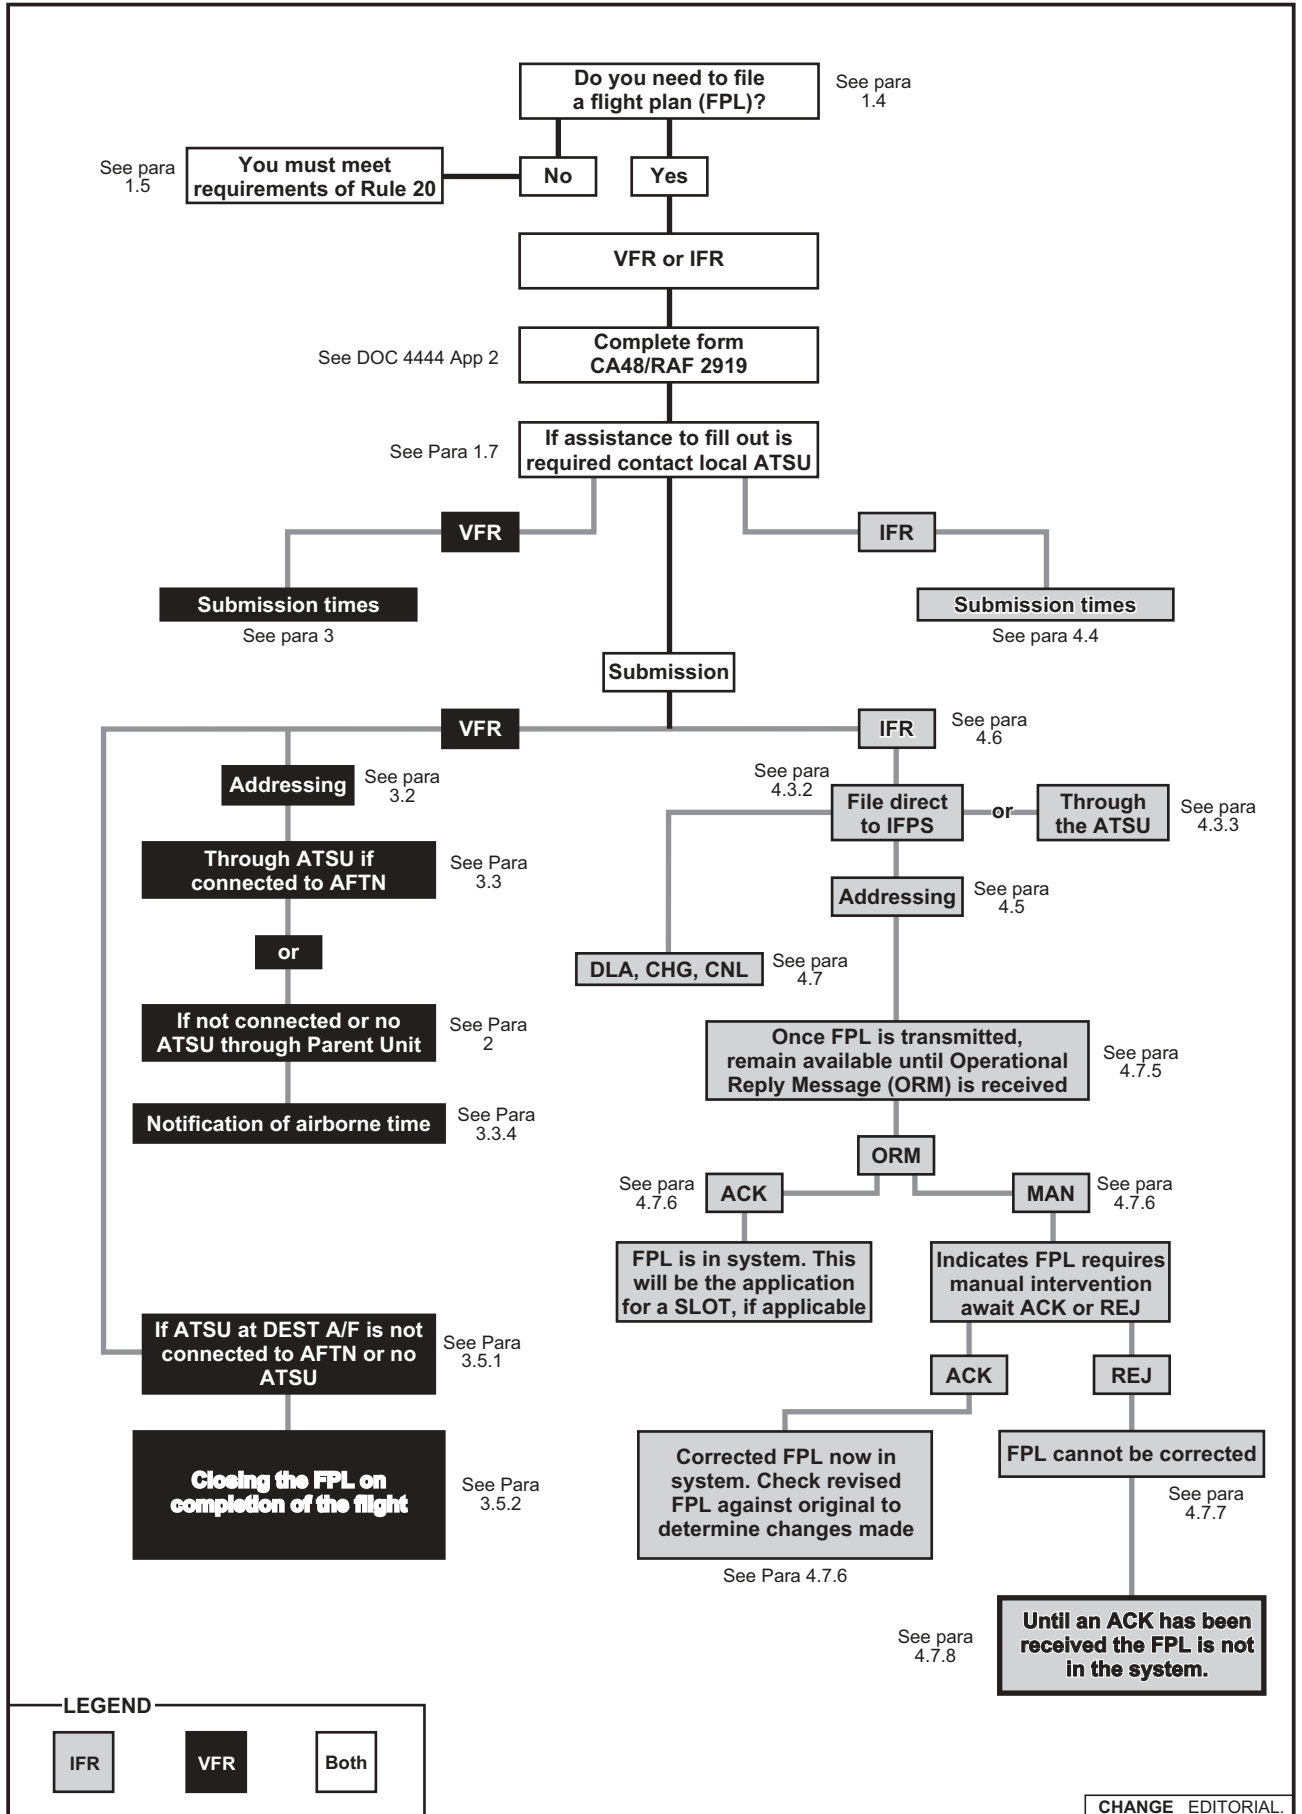 Do you need to file
a flight plan (FPL)?
See para
1.4
See para
1.5
You must meet
requirements of Rule 20
No
Yes
VFR or IFR
See DOC 4444 App 2
Complete form
CA48/RAF 2919
See Para 1.7
If assistance to fill out is
required contact local ATSU
VFR
IFR
Submission times
See para 3
Submission times
See para 4.4
Submission
VFR
IFR
See para
4.6
Addressing
See para
3.2
See para
4.3.2
File direct
to IFPS
or
Through
the ATSU
See para
4.3.3
Through ATSU if
connected to AFTN
See Para
3.3
Addressing
See para
4.5
or
DLA, CHG, CNL
See para
4.7
If not connected or no
ATSU through Parent Unit
See Para
2
Once FPL is transmitted,
remain available until Operational
Reply Message (ORM) is received
See para
4.7.5
Notification of airborne time
See Para
3.3.4
ORM
See para
4.7.6
ACK
MAN
See para
4.7.6
FPL is in system. This
will be the application
for a SLOT, if applicable
Indicates FPL requires
manual intervention
await ACK or REJ
If ATSU at DEST A/F is not
connected to AFTN or no
ATSU
See Para
3.5.1
ACK
REJ
Closing the FPL on
completion of the flight
See Para
3.5.2
Corrected FPL now in
system. Check revised
FPL against original to
determine changes made
See Para 4.7.6
FPL cannot be corrected
See para
4.7.7
See para
4.7.8
Until an ACK has been
received the FPL is not
in the system.
LEGEND
IFR
VFR
Both
CHANGE EDITORIAL.